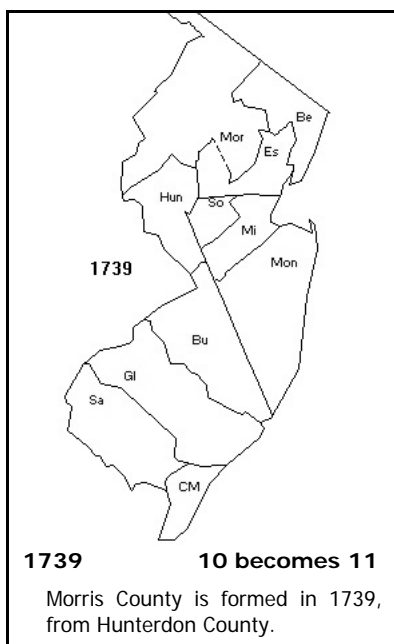 Be
Mor
Es
Hun
So
Mi
1739
Mon
Bu
Gl
Sa
CM
1739 10 becomes 11
Morris County is formed in 1739,
from Hunterdon County.